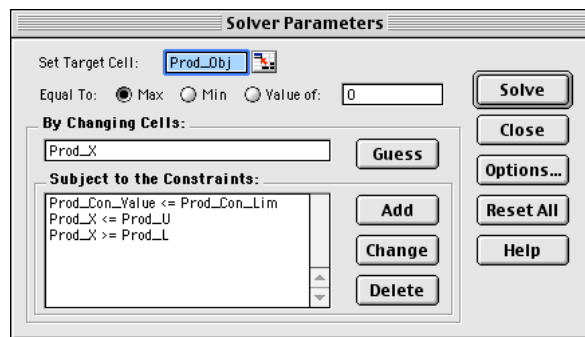 Solver Parameters
Set Target Cell: Prod_Obj
Equal To: Max Min Value of: 0
By Changing Cells:
Prod_X
Guess
Subject to the Constraints:
Prod_Con_Value <= Prod_Con_Lim
Prod_X <= Prod_U
Prod_X >= Prod_L
Add
Change
Delete
Solve
Close
Options...
Reset All
Help